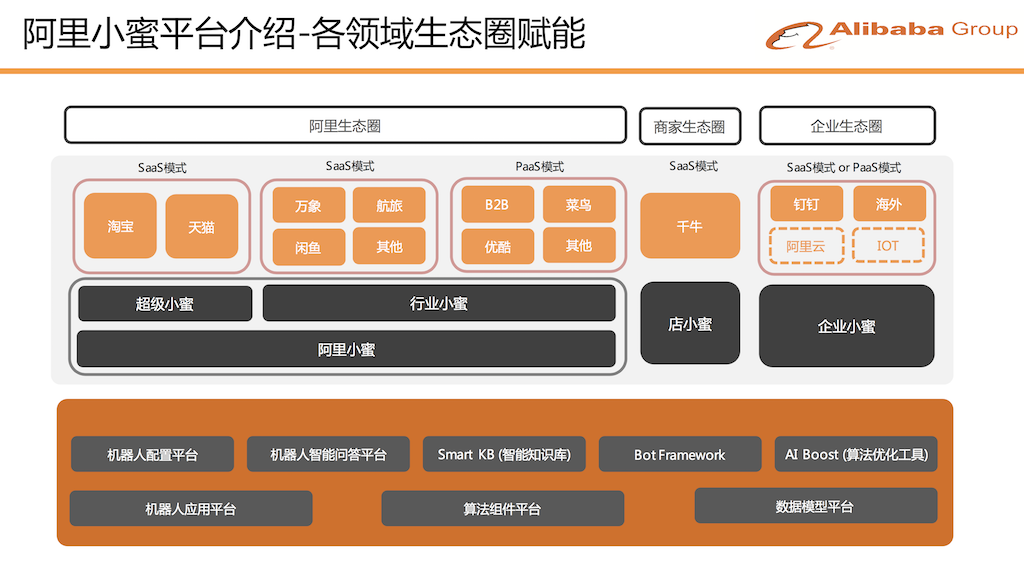 阿里小蜜平台介绍-各领域生态圈赋能
Alibaba Group
阿里生态圈
商家生态圈
企业生态圈
SaaS模式
SaaS模式
PaaS模式
SaaS模式
SaaS模式 or PaaS模式
淘宝
天猫
万象
航旅
闲鱼
其他
B2B
菜鸟
优酷
其他
千牛
钉钉
海外
阿里云
IOT
超级小蜜
行业小蜜
阿里小蜜
店小蜜
企业小蜜
机器人配置平台
机器人智能问答平台
Smart KB (智能知识库)
Bot Framework
AI Boost (算法优化工具)
机器人应用平台
算法组件平台
数据模型平台